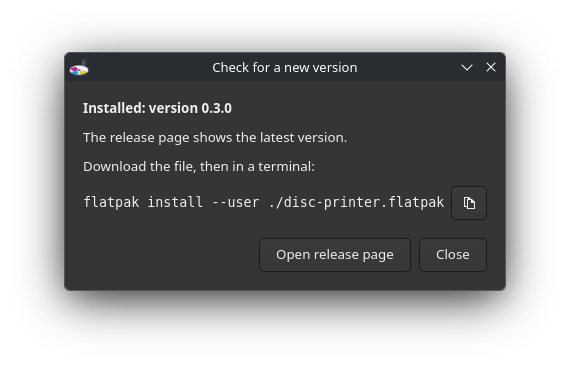 Check for a new version
Installed: version 0.3.0
The release page shows the latest version.
Download the file, then in a terminal:
flatpak install --user ./disc-printer.flatpak
Open release page
Close